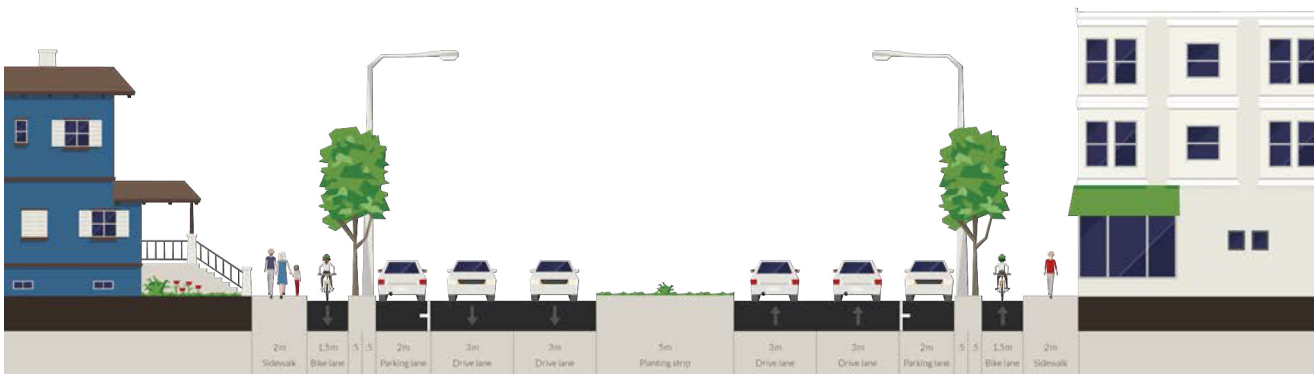 2m
Sidewalk
1.5m
Bike lane
.5
.5
2m
Parking lane
3m
Drive lane
3m
Drive lane
5m
Planting strip
3m
Drive lane
3m
Drive lane
2m
Parking lane
.5
.5
1.5m
Bike lane
2m
Sidewalk